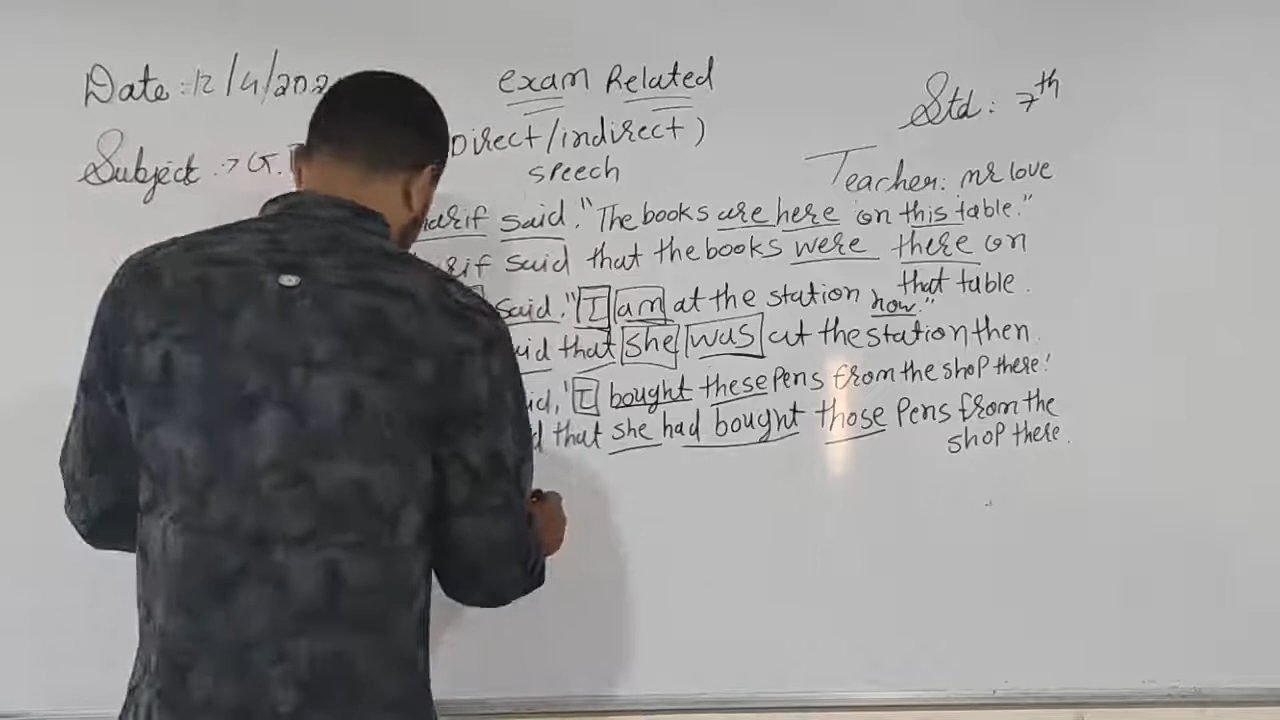 Date :12/4/202
exam Related
Std: 7th
Subject :→ G.
Direct/indirect)
speech
Teacher: mr love
said."The books are here on this table."
said that the books were there on
that table.
said."I am at the station now."
that she was at the station then.
"I bought these Pens from the shop there."
that she had bought those Pens from the
shop there.